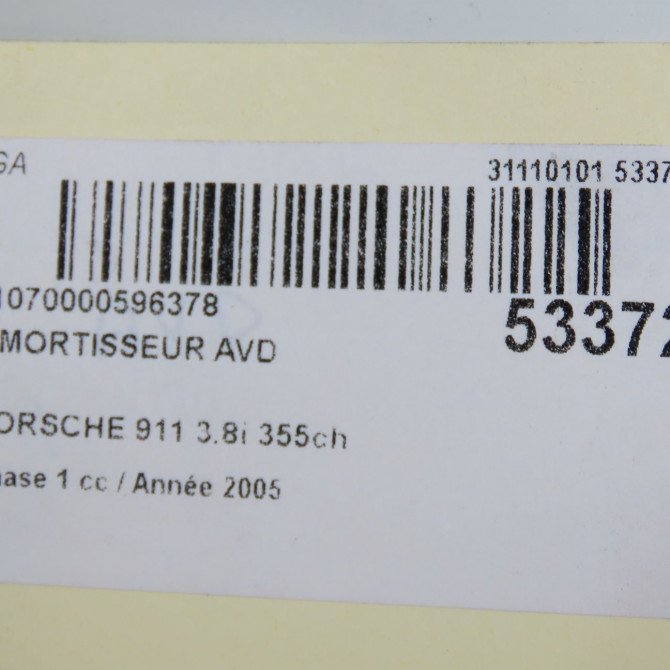 GA 31110101 5337
1070000596378
53372
MORTISSEUR AVD
ORSCHE 911 3.8i 355ch
hase 1 cc / Année 2005